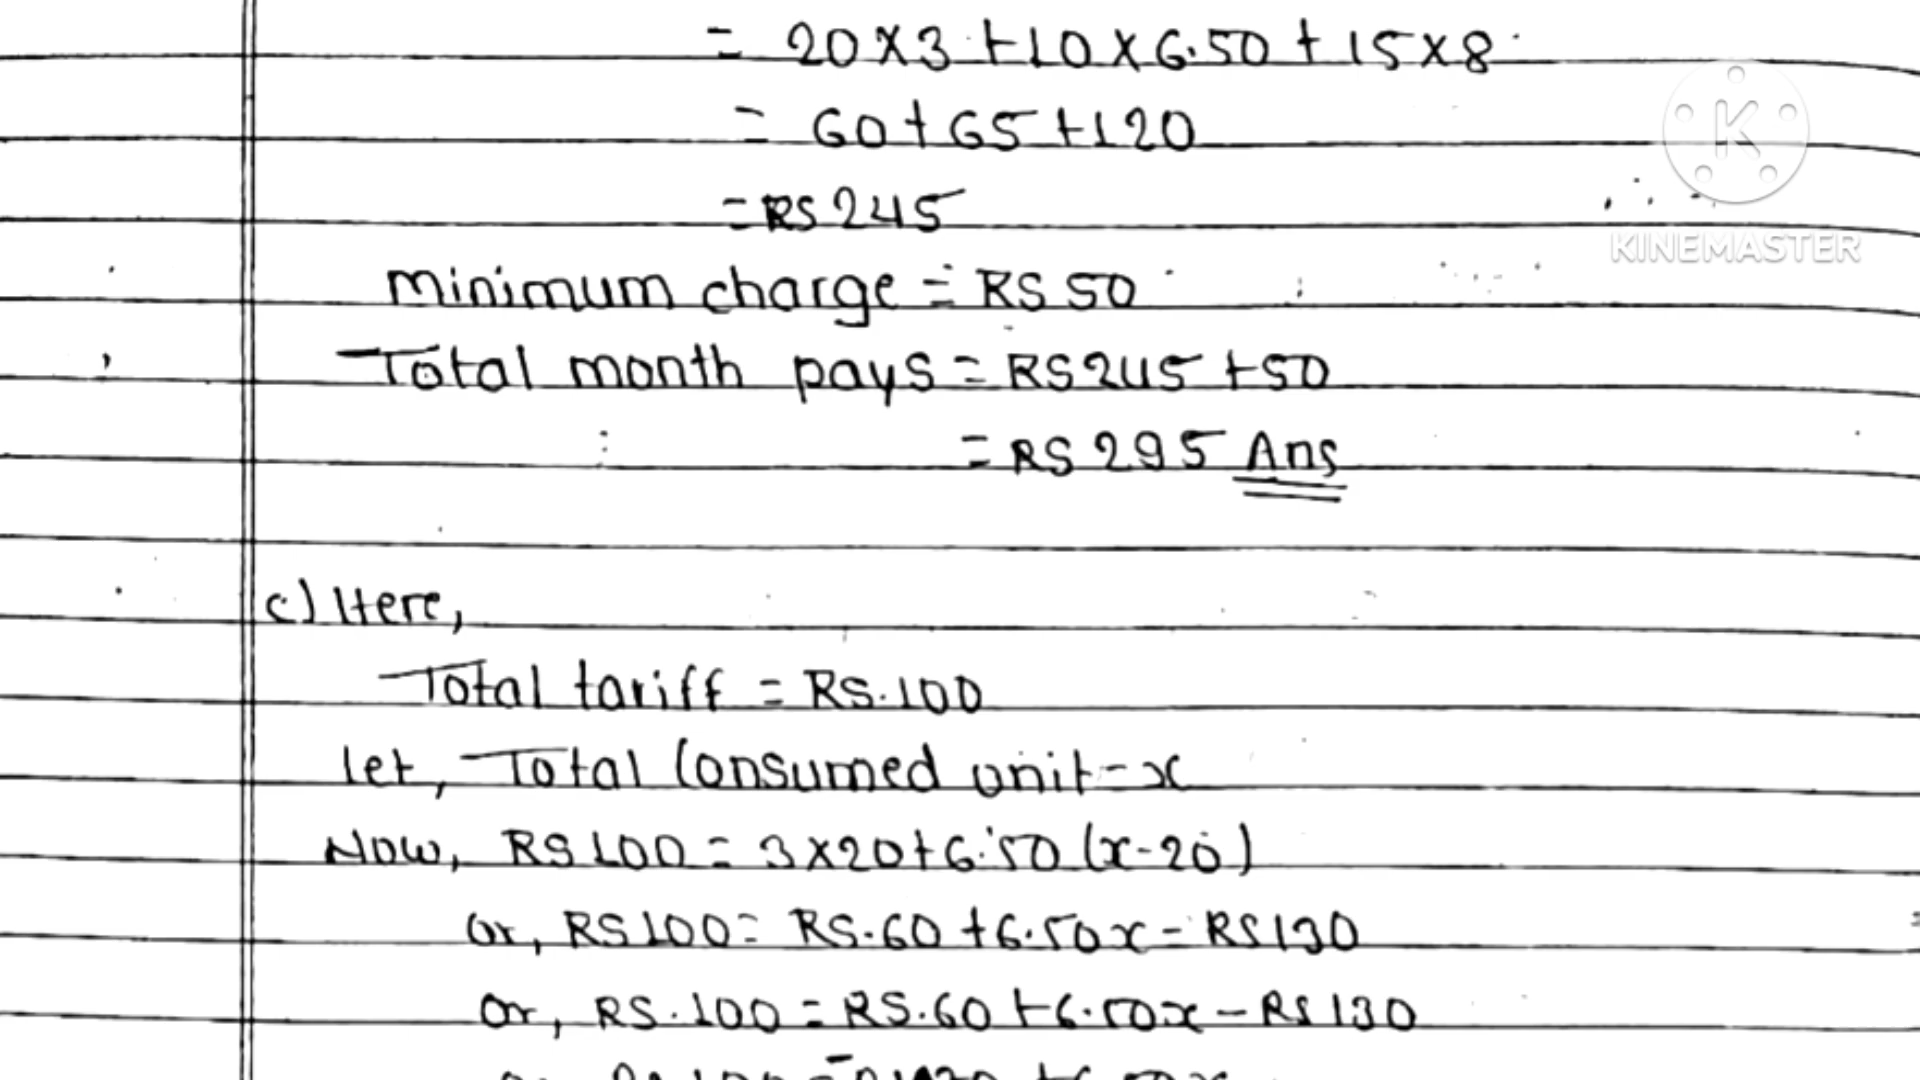 = 20×3+10×6.50+15×8
= 60+65+120
=RS 245
Minimum charge = RS 50
Total month pays = RS 245 +50
= RS 295 Ans
c) Here,
Total tariff = RS.100
let, Total Consumed unit = x
Now, RS 100 = 3×20+6.50 (x-20)
or, RS 100 = RS.60 +6.50x - RS 130
or, RS.100 = RS.60 +6.50x - RS 130
K
KINEMASTER